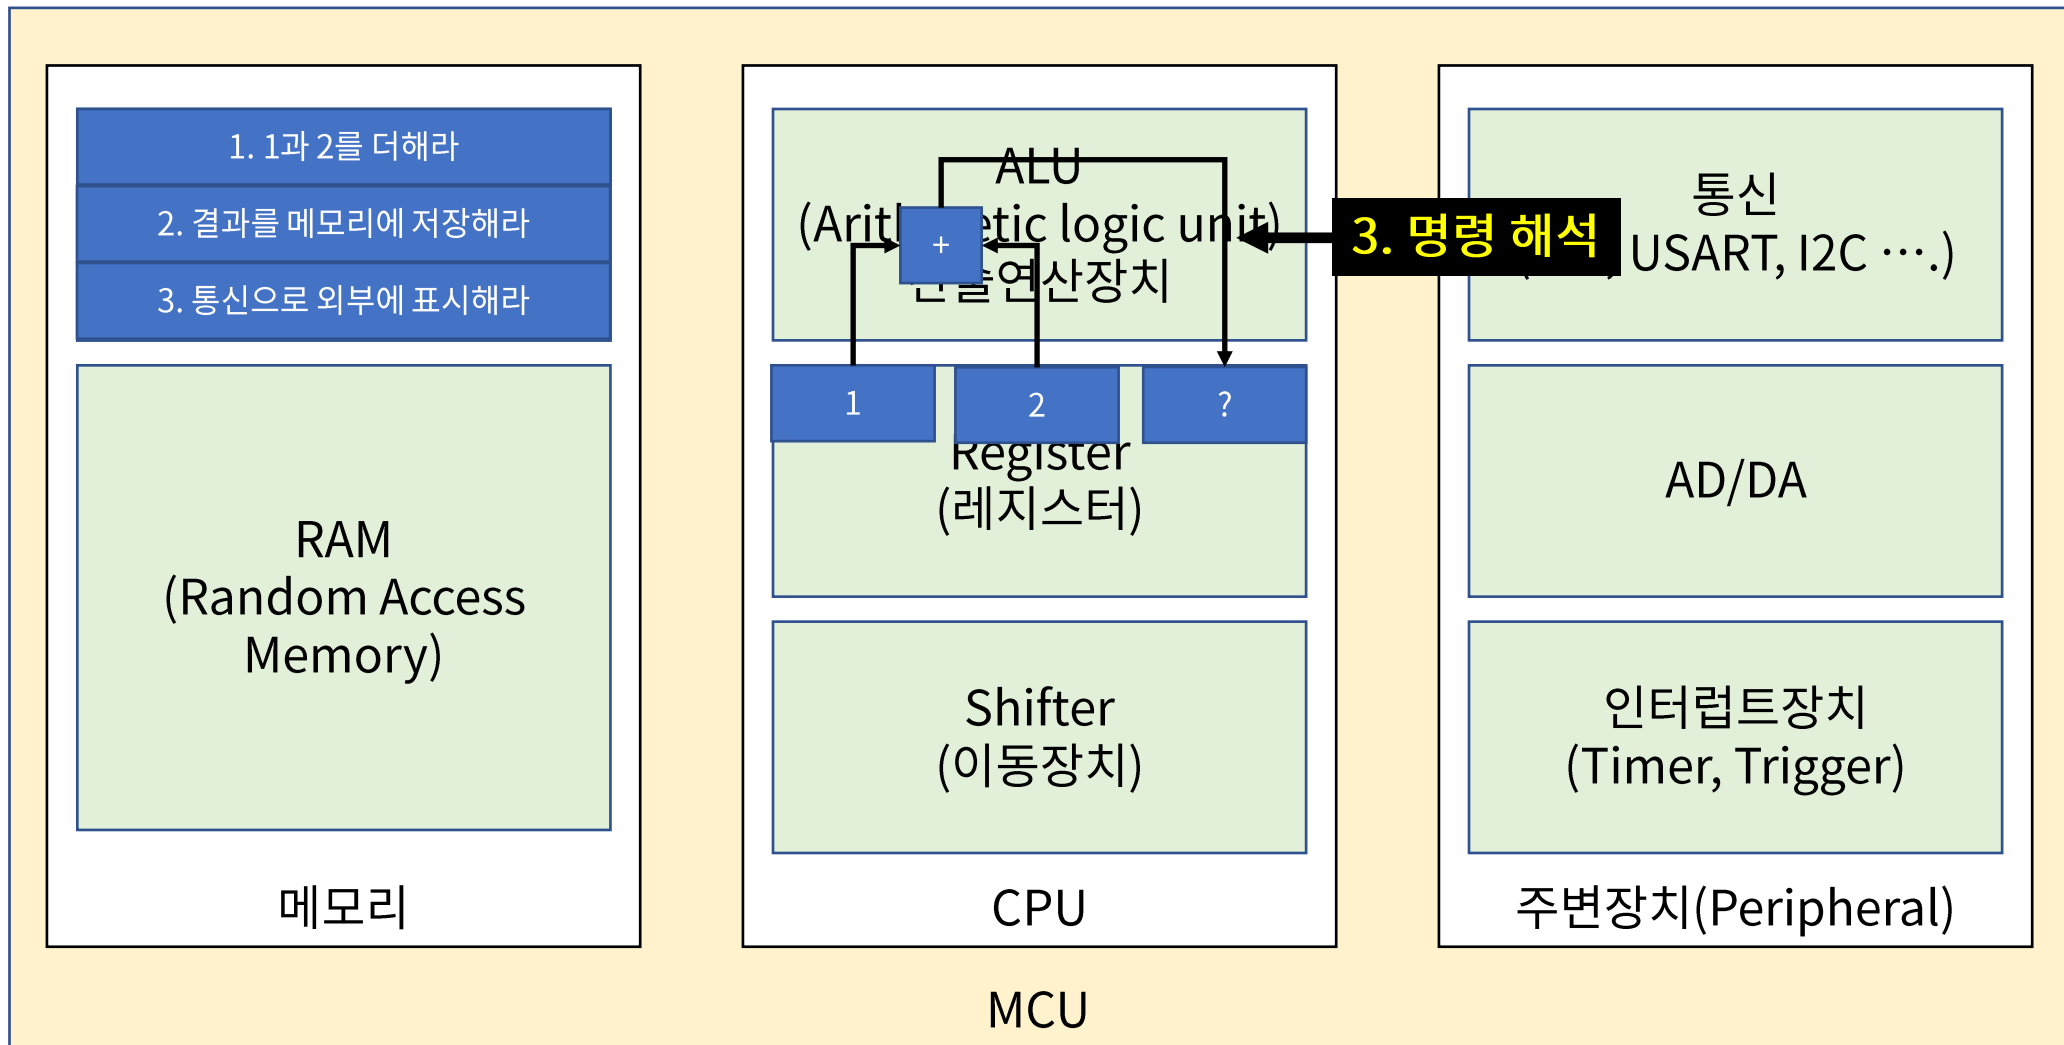 1. 1과 2를 더해라
2. 결과를 메모리에 저장해라
3. 통신으로 외부에 표시해라
RAM
(Random Access
Memory)
메모리
ALU
logic unit)
+
1
2
?
Register
(레지스터)
Shifter
(이동장치)
CPU
3. 명령 해석
통신
USART, I2C ….)
AD/DA
인터럽트장치
(Timer, Trigger)
주변장치(Peripheral)
MCU